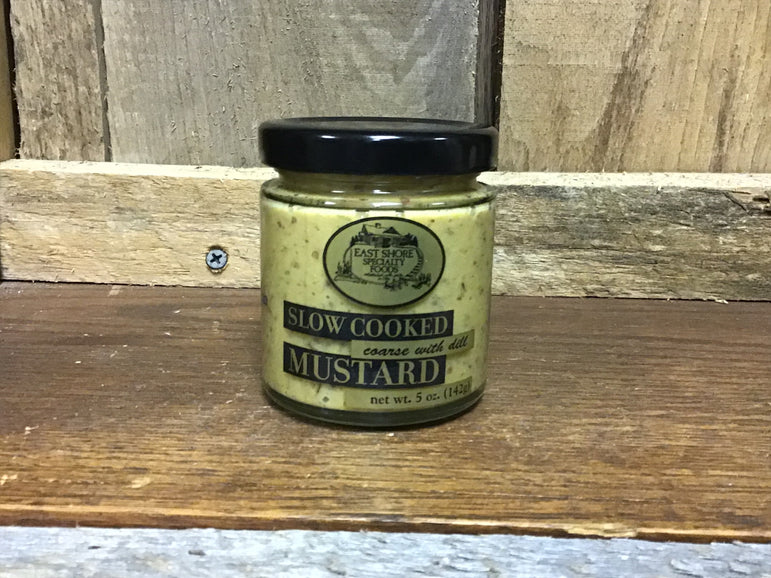 EAST SHORE
SPECIALTY
FOODS
SLOW COOKED
coarse with dill
MUSTARD
net wt. 5 oz. (142g)